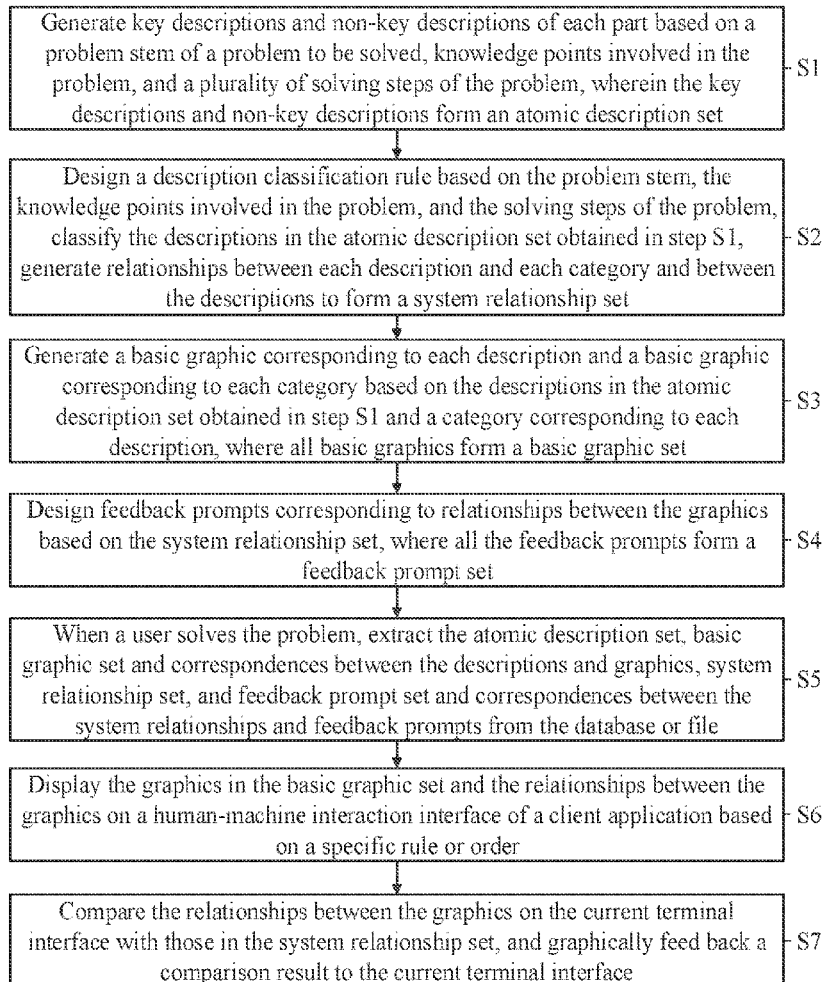 Generate key descriptions and non-key descriptions of each part based on a
problem stem of a problem to be solved, knowledge points involved in the
problem, and a plurality of solving steps of the problem, wherein the key
descriptions and non-key descriptions form an atomic description set
S1
Design a description classification rule based on the problem stem, the
knowledge points involved in the problem, and the solving steps of the problem,
classify the descriptions in the atomic description set obtained in step S1,
generate relationships between each description and each category and between
the descriptions to form a system relationship set
S2
Generate a basic graphic corresponding to each description and a basic graphic
corresponding to each category based on the descriptions in the atomic
description set obtained in step S1 and a category corresponding to each
description, where all basic graphics form a basic graphic set
S3
Design feedback prompts corresponding to relationships between the graphics
based on the system relationship set, where all the feedback prompts form a
feedback prompt set
S4
When a user solves the problem, extract the atomic description set, basic
graphic set and correspondences between the descriptions and graphics, system
relationship set, and feedback prompt set and correspondences between the
system relationships and feedback prompts from the database or file
S5
Display the graphics in the basic graphic set and the relationships between the
graphics on a human-machine interaction interface of a client application based
on a specific rule or order
S6
Compare the relationships between the graphics on the current terminal
interface with those in the system relationship set, and graphically feed back a
comparison result to the current terminal interface
S7